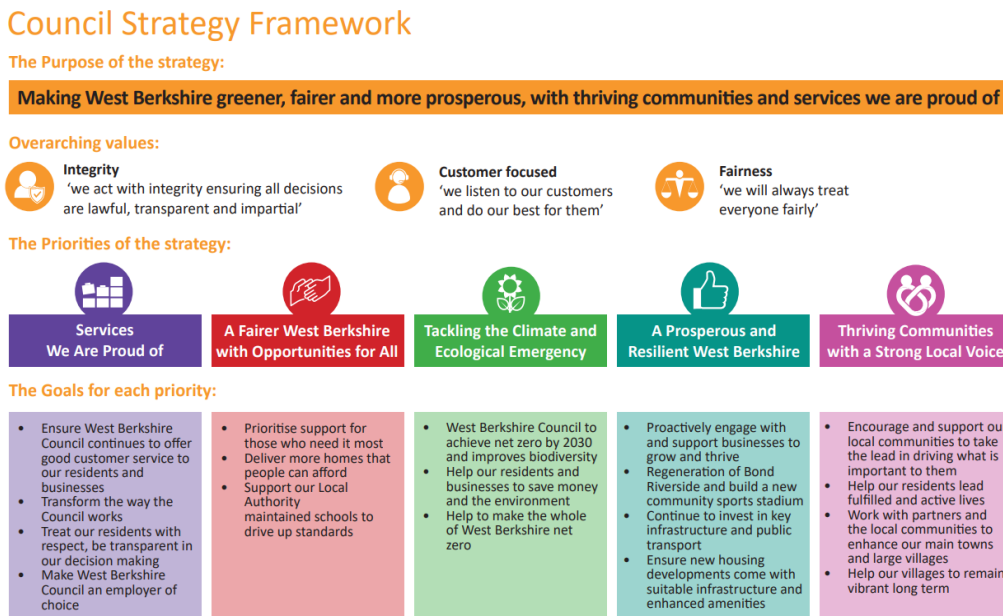 Council Strategy Framework
The Purpose of the strategy:
Making West Berkshire greener, fairer and more prosperous, with thriving communities and services we are proud of
Overarching values:
Integrity
'we act with integrity ensuring all decisions
are lawful, transparent and impartial'
Customer focused
'we listen to our customers
and do our best for them'
Fairness
'we will always treat
everyone fairly'
The Priorities of the strategy:
Services
We Are Proud of
A Fairer West Berkshire
with Opportunities for All
Tackling the Climate and
Ecological Emergency
A Prosperous and
Resilient West Berkshire
Thriving Communities
with a Strong Local Voice
The Goals for each priority:
• Ensure West Berkshire
Council continues to offer
good customer service to
our residents and
businesses
• Transform the way the
Council works
• Treat our residents with
respect, be transparent in
our decision making
• Make West Berkshire
Council an employer of
choice
• Prioritise support for
those who need it most
• Deliver more homes that
people can afford
• Support our Local
Authority
maintained schools to
drive up standards
• West Berkshire Council to
achieve net zero by 2030
and improves biodiversity
• Help our residents and
businesses to save money
and the environment
• Help to make the whole
of West Berkshire net
zero
• Proactively engage with
and support businesses to
grow and thrive
• Regeneration of Bond
Riverside and build a new
community sports stadium
• Continue to invest in key
infrastructure and public
transport
• Ensure new housing
developments come with
suitable infrastructure and
enhanced amenities
• Encourage and support ou
local communities to take
the lead in driving what is
important to them
• Help our residents lead
fulfilled and active lives
• Work with partners and
the local communities to
enhance our main towns
and large villages
• Help our villages to remain
vibrant long term